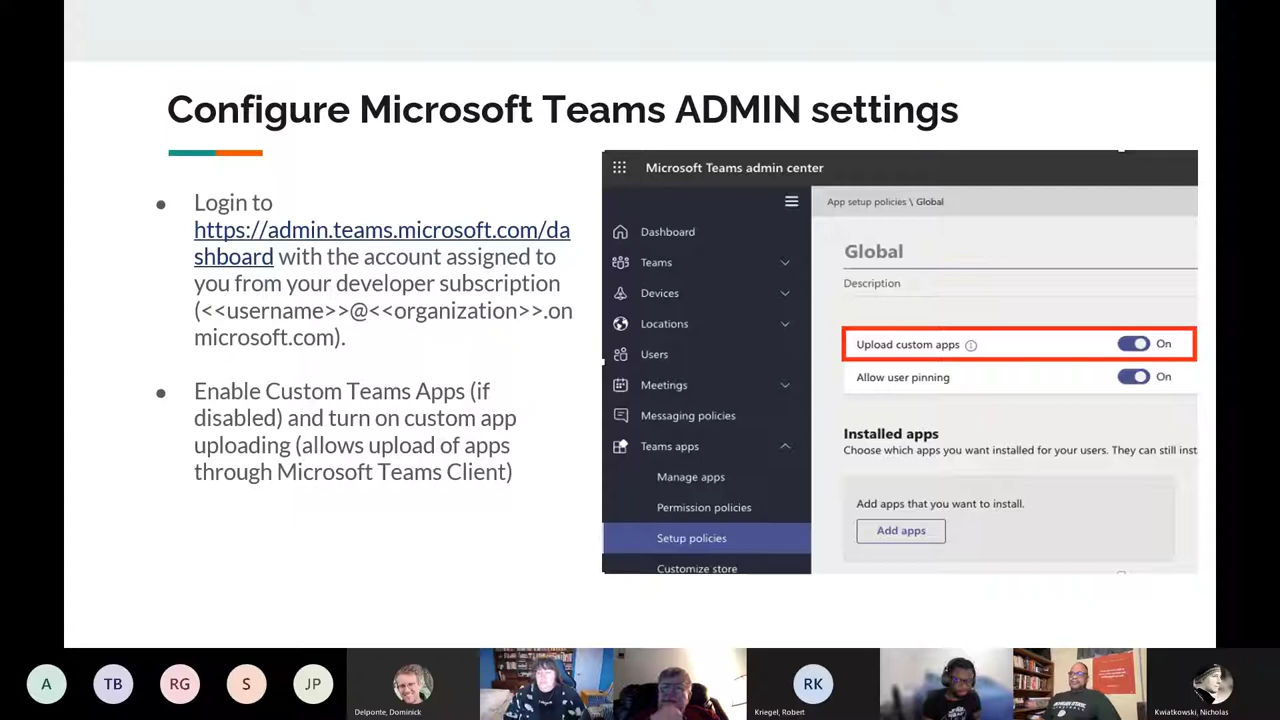 Configure Microsoft Teams ADMIN settings
● Login to
https://admin.teams.microsoft.com/da
shboard with the account assigned to
you from your developer subscription
(<<username>>@<<organization>>.on
microsoft.com).
● Enable Custom Teams Apps (if
disabled) and turn on custom app
uploading (allows upload of apps
through Microsoft Teams Client)
Microsoft Teams admin center
Dashboard
Teams
Devices
Locations
Users
Meetings
Messaging policies
Teams apps
Manage apps
Permission policies
Setup policies
Customize store
App setup policies \ Global
Global
Description
Upload custom apps On
Allow user pinning On
Installed apps
Choose which apps you want installed for your users. They can still inst
Add apps that you want to install.
Add apps
A
TB
RG
S
JP
Delponte, Dominick
RK
Kriegel, Robert
Kwiatkowski, Nicholas